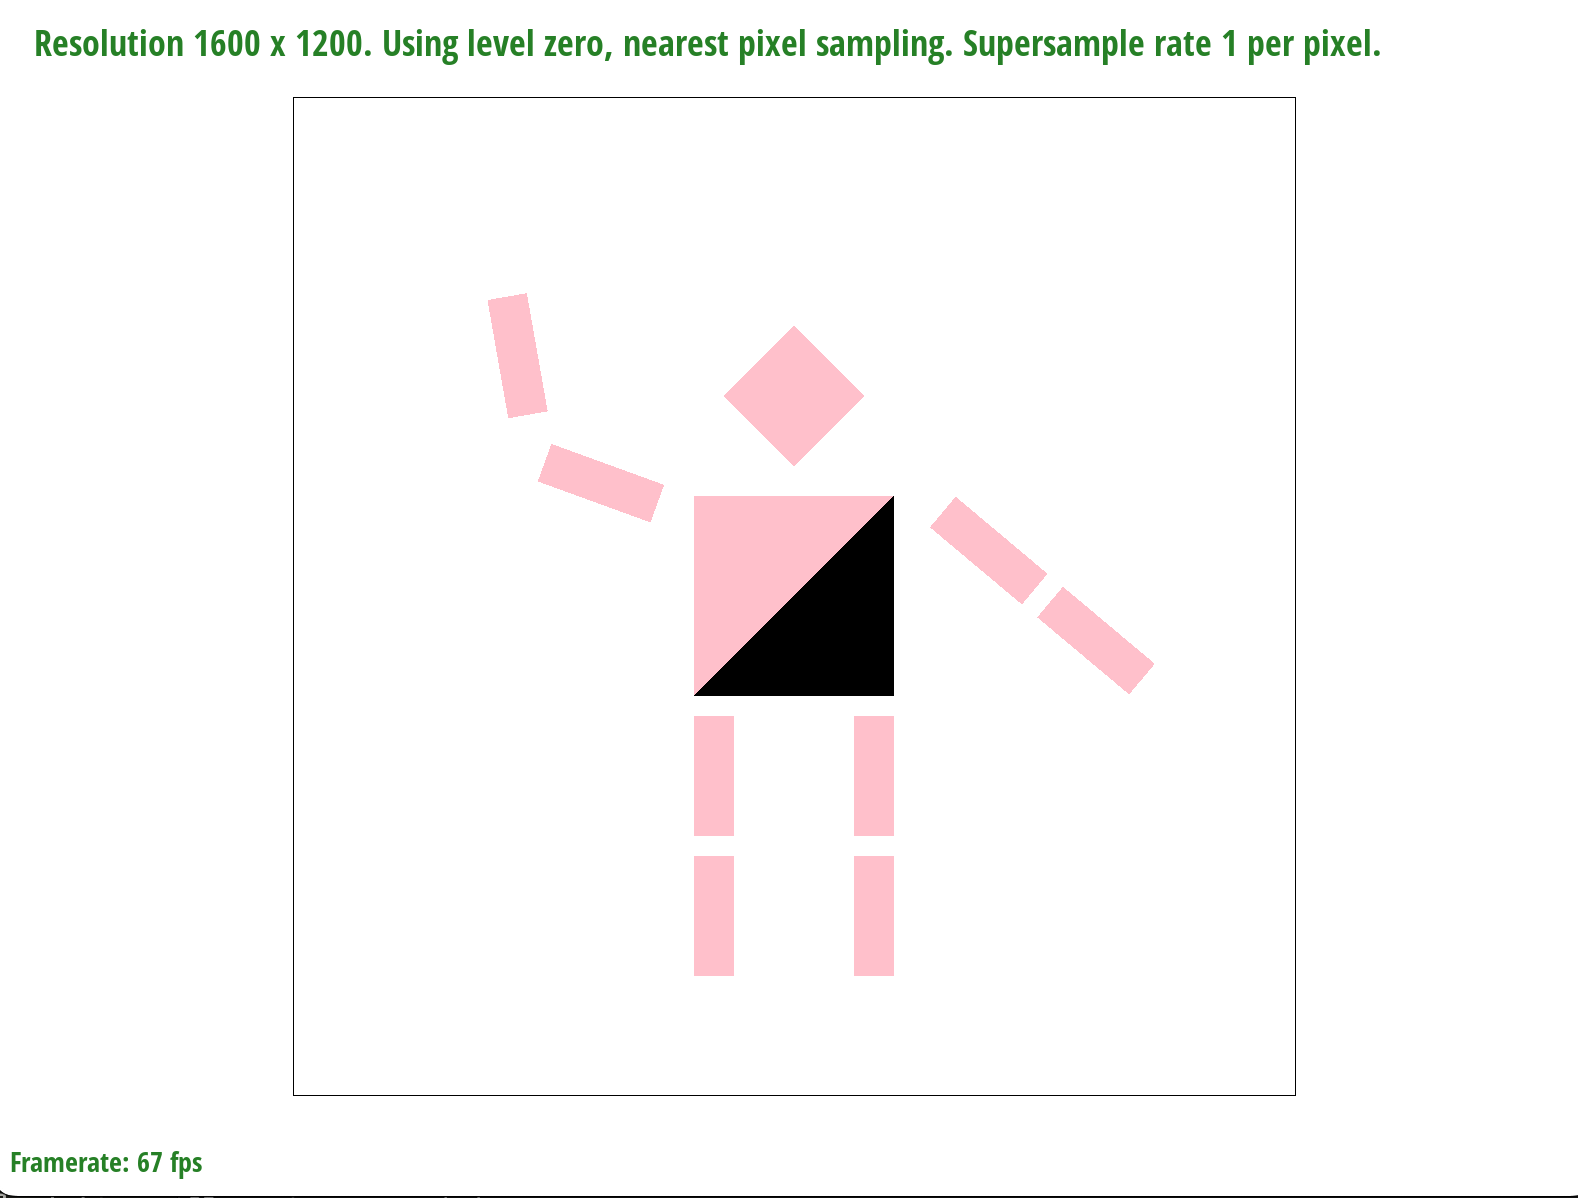 Resolution 1600 x 1200. Using level zero, nearest pixel sampling. Supersample rate 1 per pixel.
Framerate: 67 fps